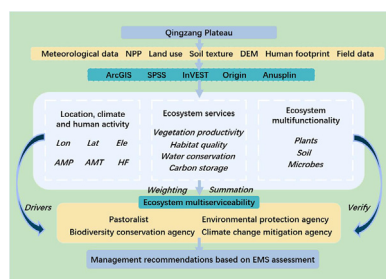 Qingzang Plateau
Meteorological data NPP Land use Soil texture DEM Human footprint Field data
ArcGIS SPSS InVEST Origin Anusplin
Location, climate
and human activity
Lon Lat Ele
AMP AMT HF
Ecosystem services
Vegetation productivity
Habitat quality
Water conservation
Carbon storage
Ecosystem
multifunctionality
Plants
Soil
Microbes
Weighting Summation
Drivers
Verify
Ecosystem multiserviceability
Pastoralist Environmental protection agency
Biodiversity conservation agency Climate change mitigation agency
Management recommendations based on EMS assessment